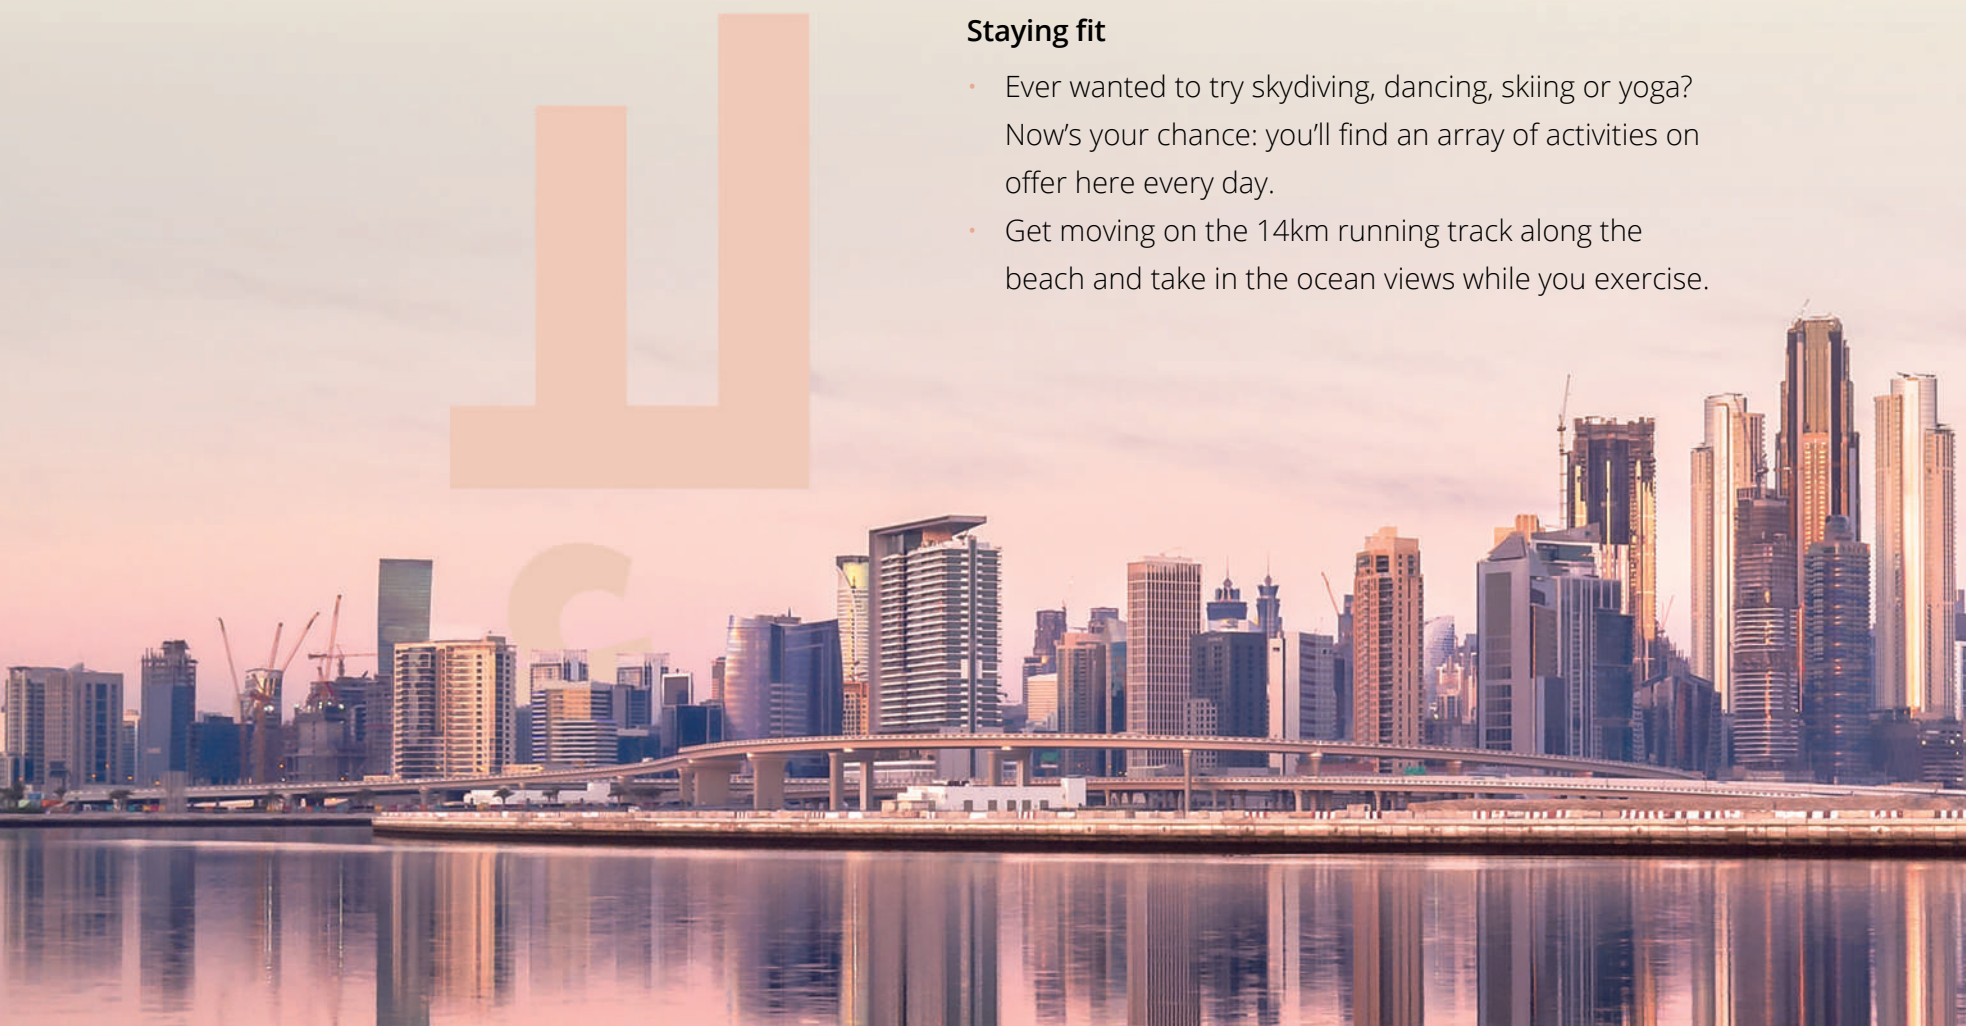 Staying fit
· Ever wanted to try skydiving, dancing, skiing or yoga?
Now’s your chance: you’ll find an array of activities on
offer here every day.
· Get moving on the 14km running track along the
beach and take in the ocean views while you exercise.